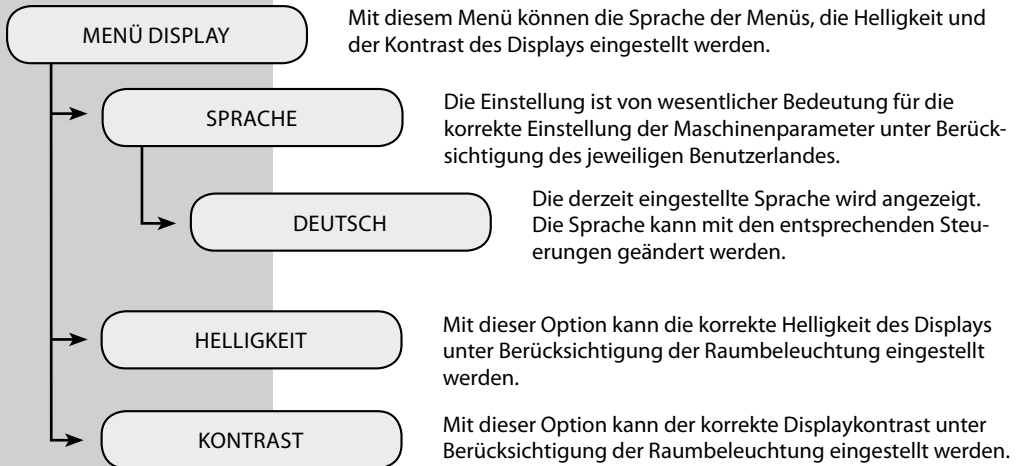 MENÜ DISPLAY
Mit diesem Menü können die Sprache der Menüs, die Helligkeit und
der Kontrast des Displays eingestellt werden.
SPRACHE
Die Einstellung ist von wesentlicher Bedeutung für die
korrekte Einstellung der Maschinenparameter unter Berück-
sichtigung des jeweiligen Benutzerlandes.
DEUTSCH
Die derzeit eingestellte Sprache wird angezeigt.
Die Sprache kann mit den entsprechenden Steu-
erungen geändert werden.
HELLIGKEIT
Mit dieser Option kann die korrekte Helligkeit des Displays
unter Berücksichtigung der Raumbeleuchtung eingestellt
werden.
KONTRAST
Mit dieser Option kann der korrekte Displaykontrast unter
Berücksichtigung der Raumbeleuchtung eingestellt werden.